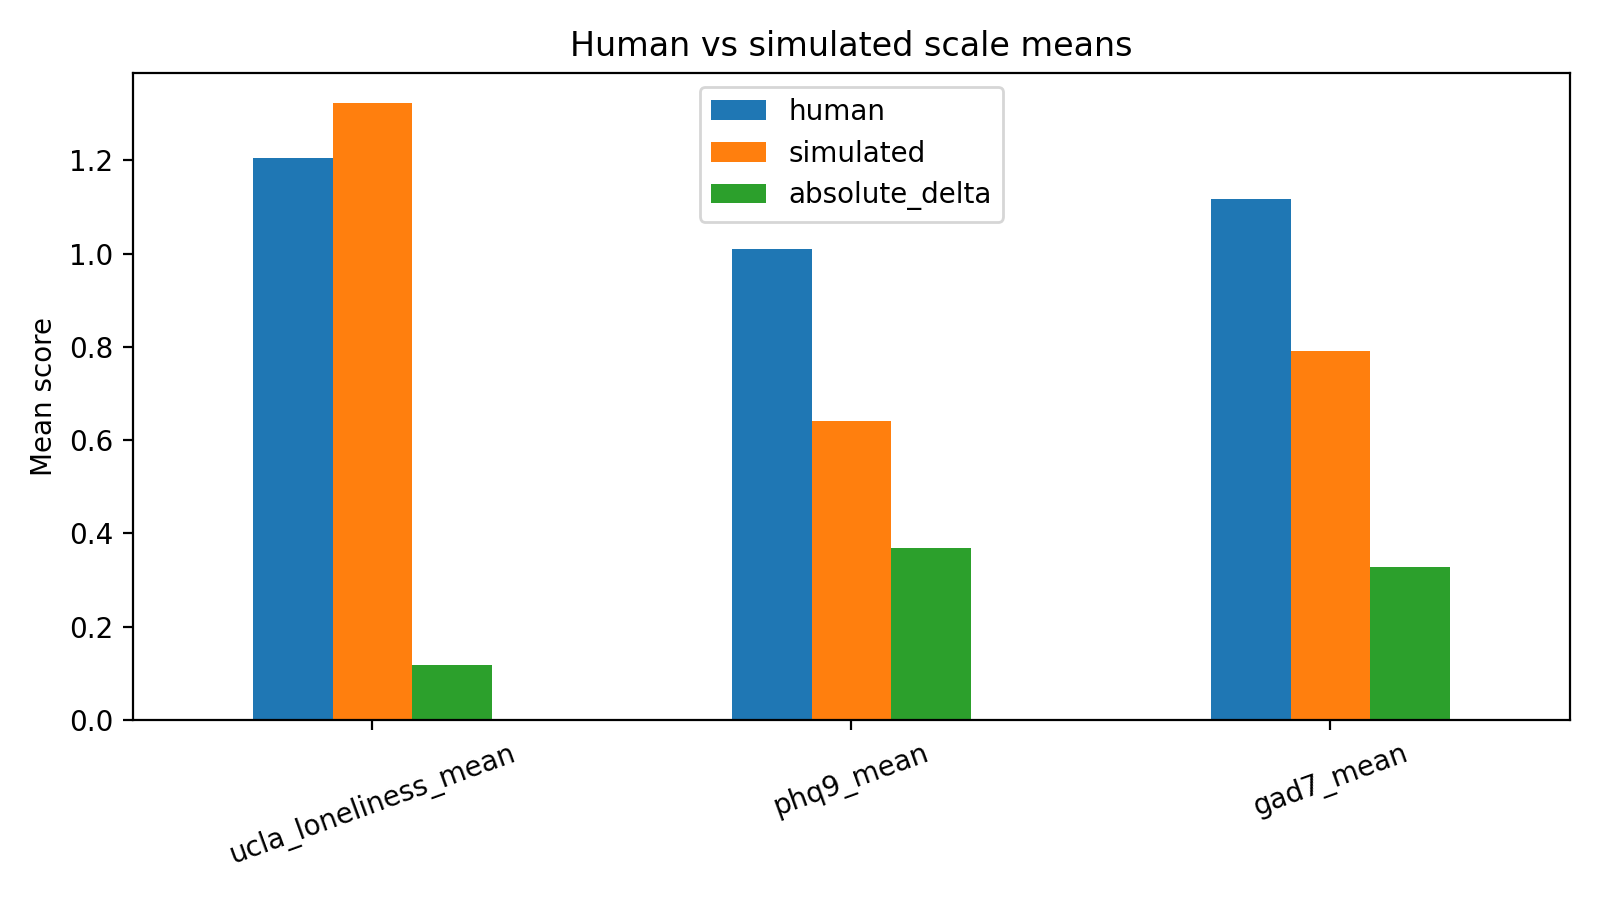 Human vs simulated scale means
human
simulated
absolute_delta
Mean score
1.2
1.0
0.8
0.6
0.4
0.2
0.0
ucla_loneliness_mean
phq9_mean
gad7_mean